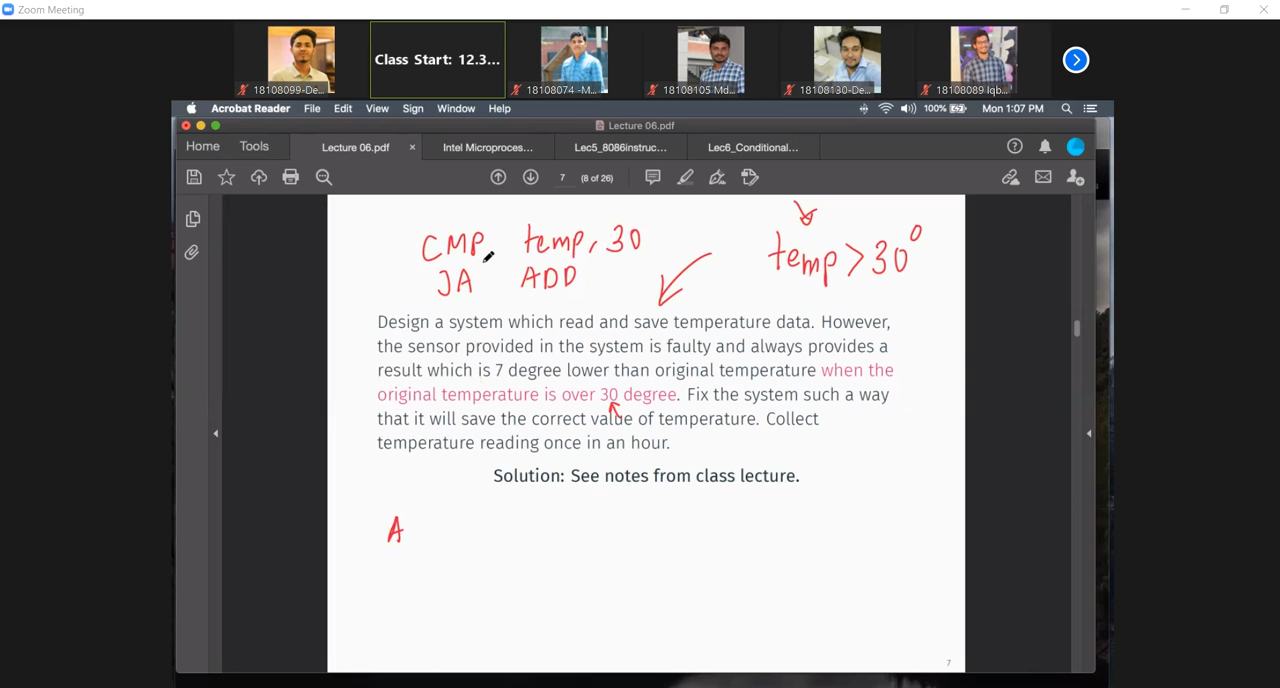 Zoom Meeting
Class Start: 12.3...
18108099-De...
18108074 -M...
18108105 Md...
18108130-De...
18108089 Iqb...
Acrobat Reader File Edit View Sign Window Help
100% Mon 1:07 PM
Lecture 06.pdf
Home Tools Lecture 06.pdf × Intel Microproces... Lec5_8086instruc... Lec6_Conditional...
7 (8 of 26)
CMP temp, 30
JA ADD
temp > 30°
Design a system which read and save temperature data. However,
the sensor provided in the system is faulty and always provides a
result which is 7 degree lower than original temperature when the
original temperature is over 30 degree. Fix the system such a way
that it will save the correct value of temperature. Collect
temperature reading once in an hour.
Solution: See notes from class lecture.
A
7